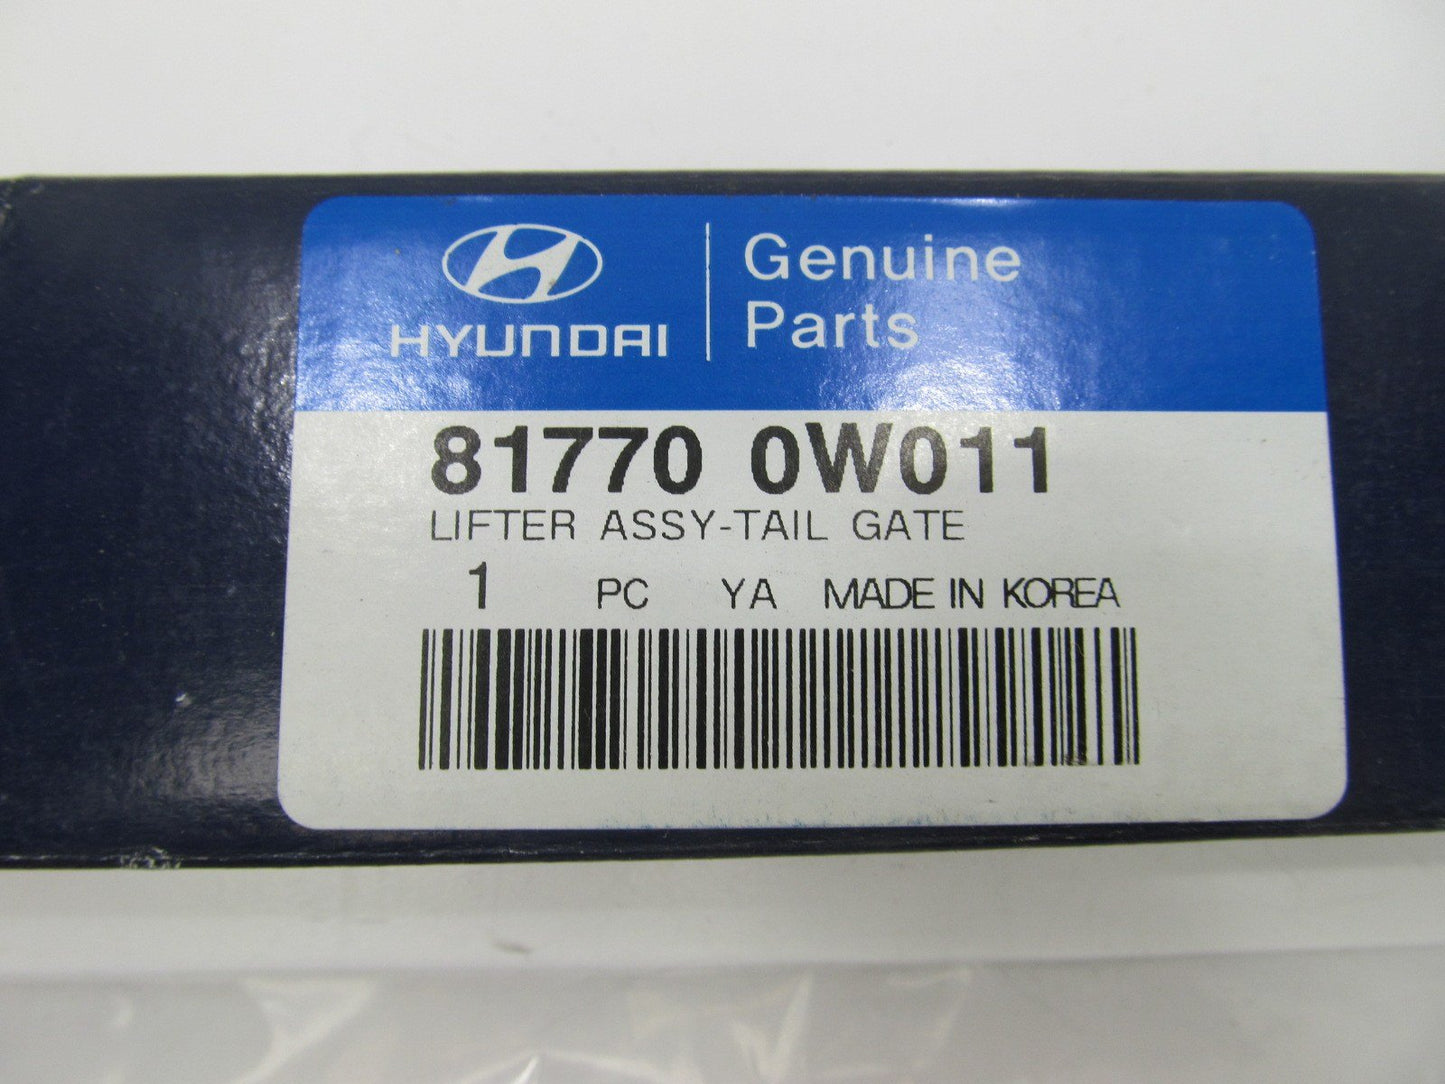 HYUNDAI
Genuine
Parts
81770 0W011
LIFTER ASSY-TAIL GATE
1 PC YA MADE IN KOREA